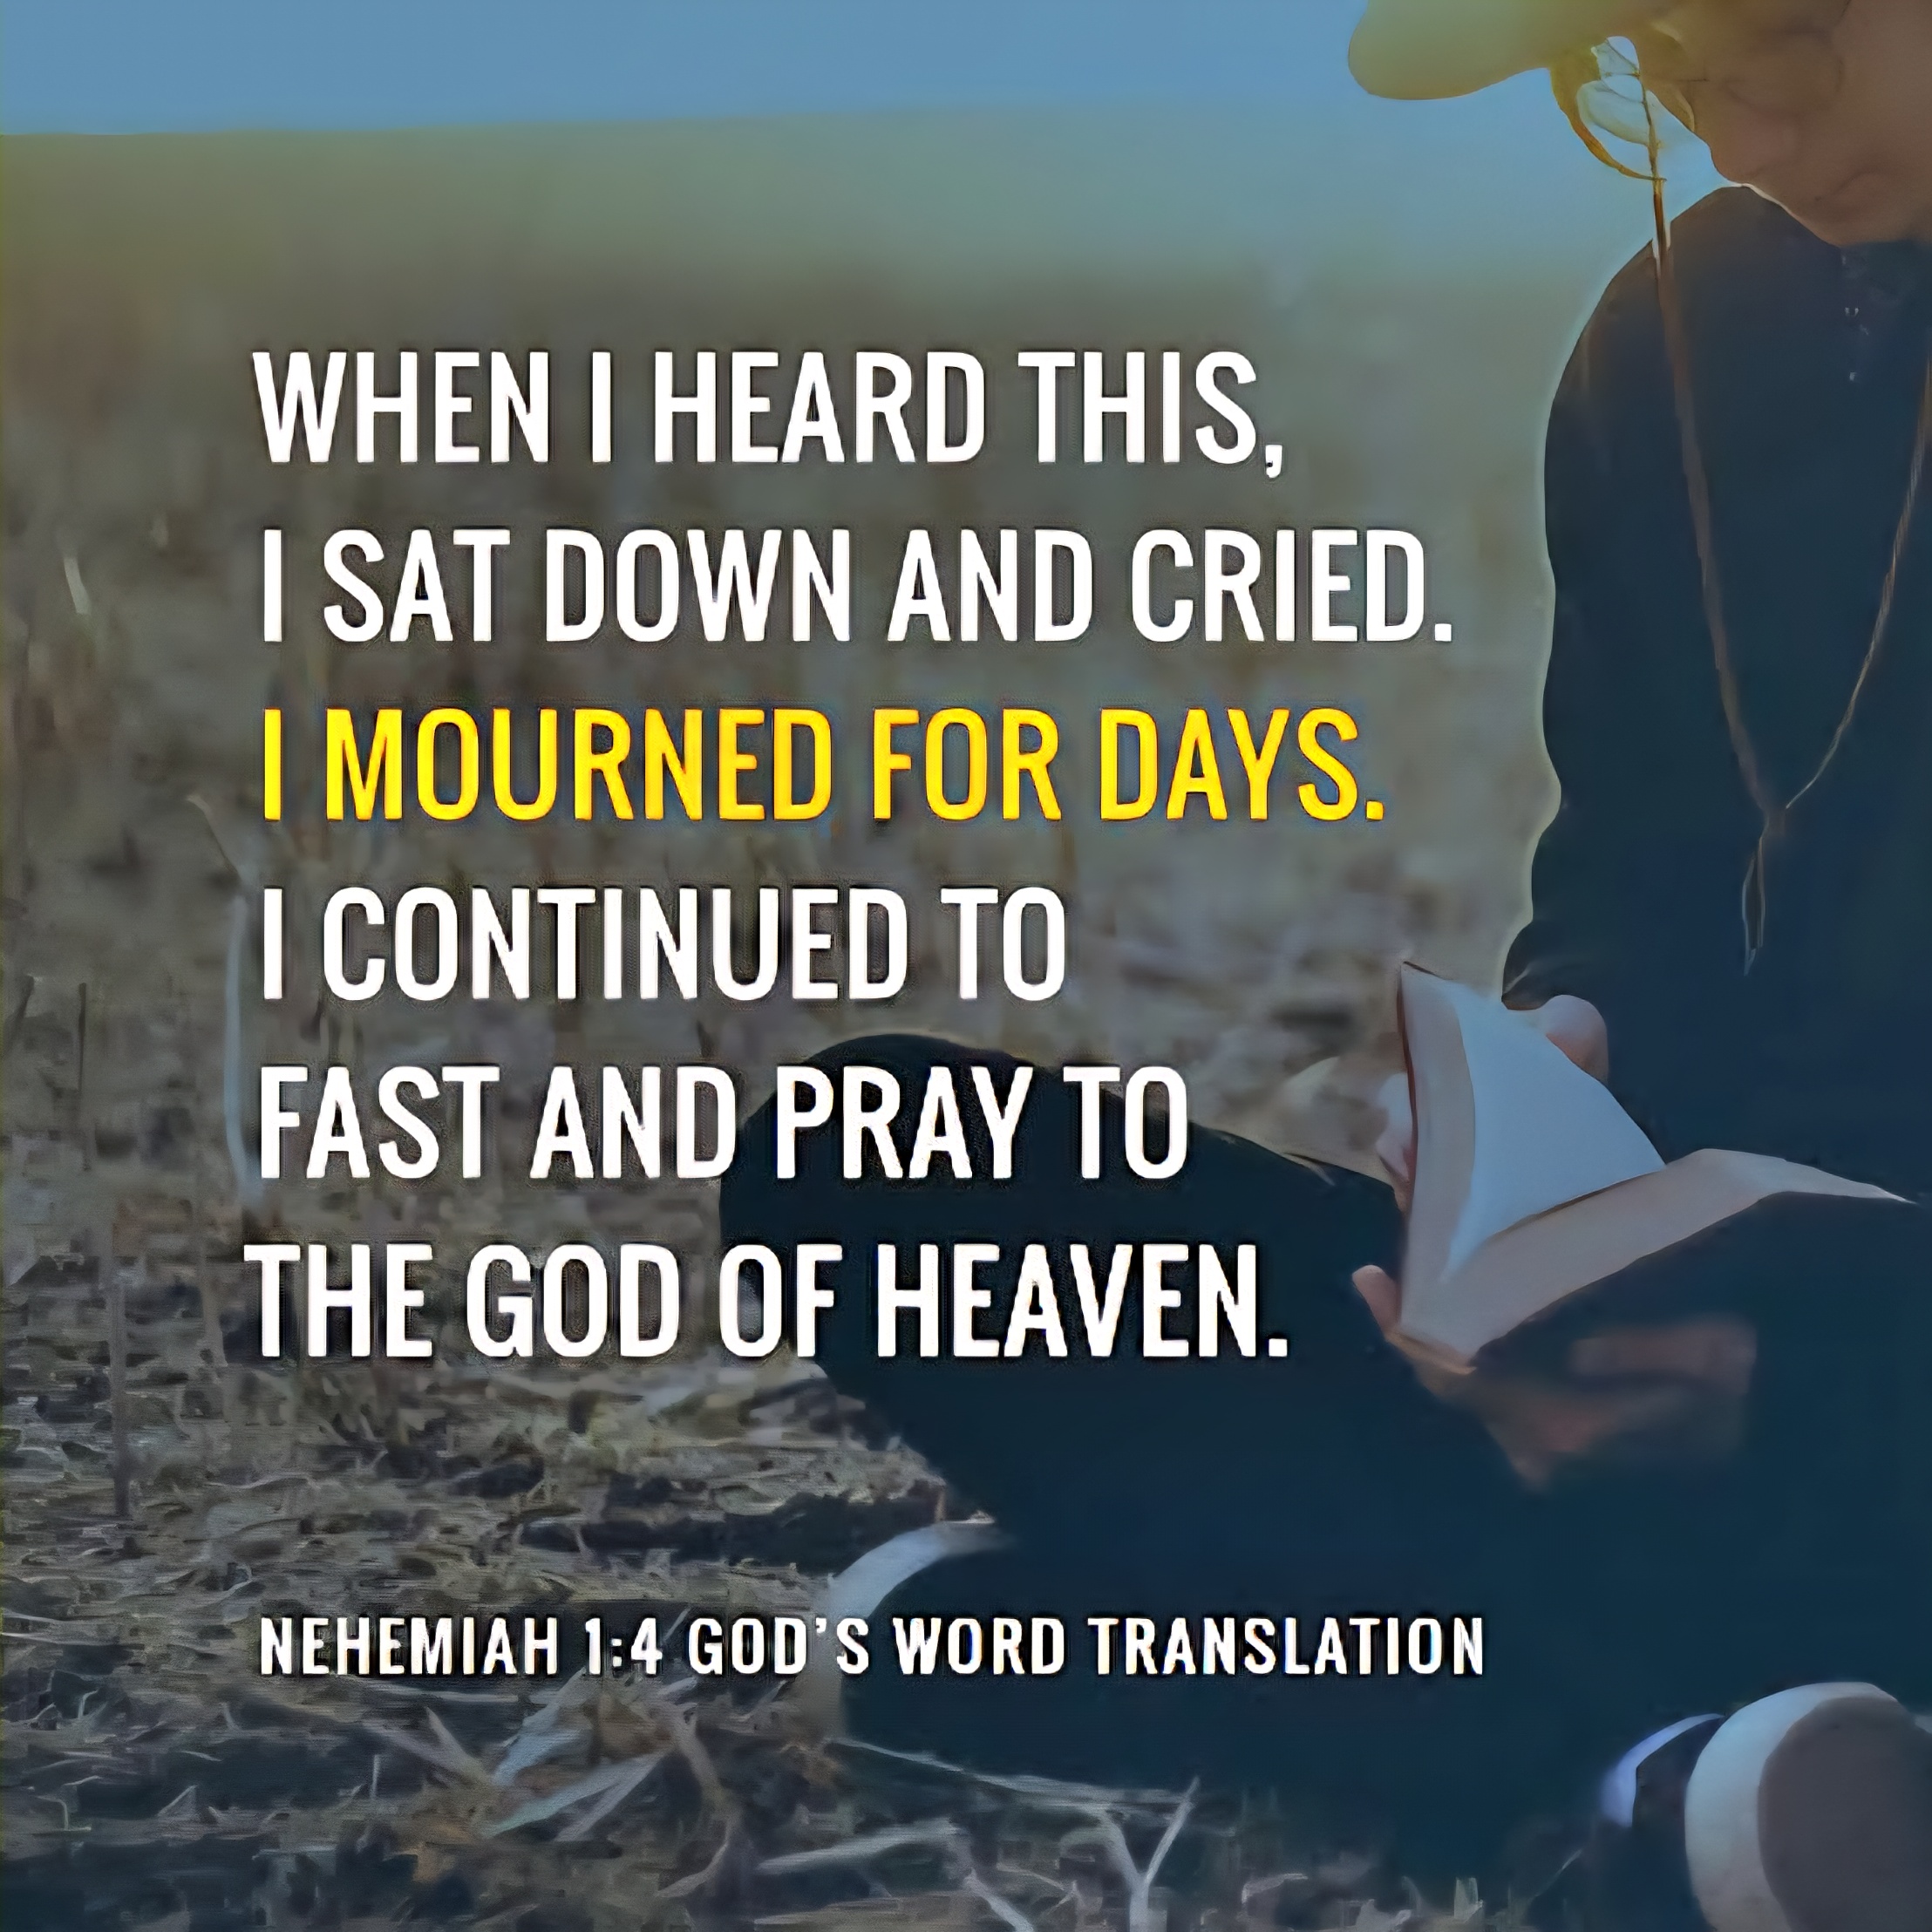 WHEN I HEARD THIS,
I SAT DOWN AND CRIED.
I MOURNED FOR DAYS.
I CONTINUED TO
FAST AND PRAY TO
THE GOD OF HEAVEN.
NEHEMIAH 1:4 GOD'S WORD TRANSLATION